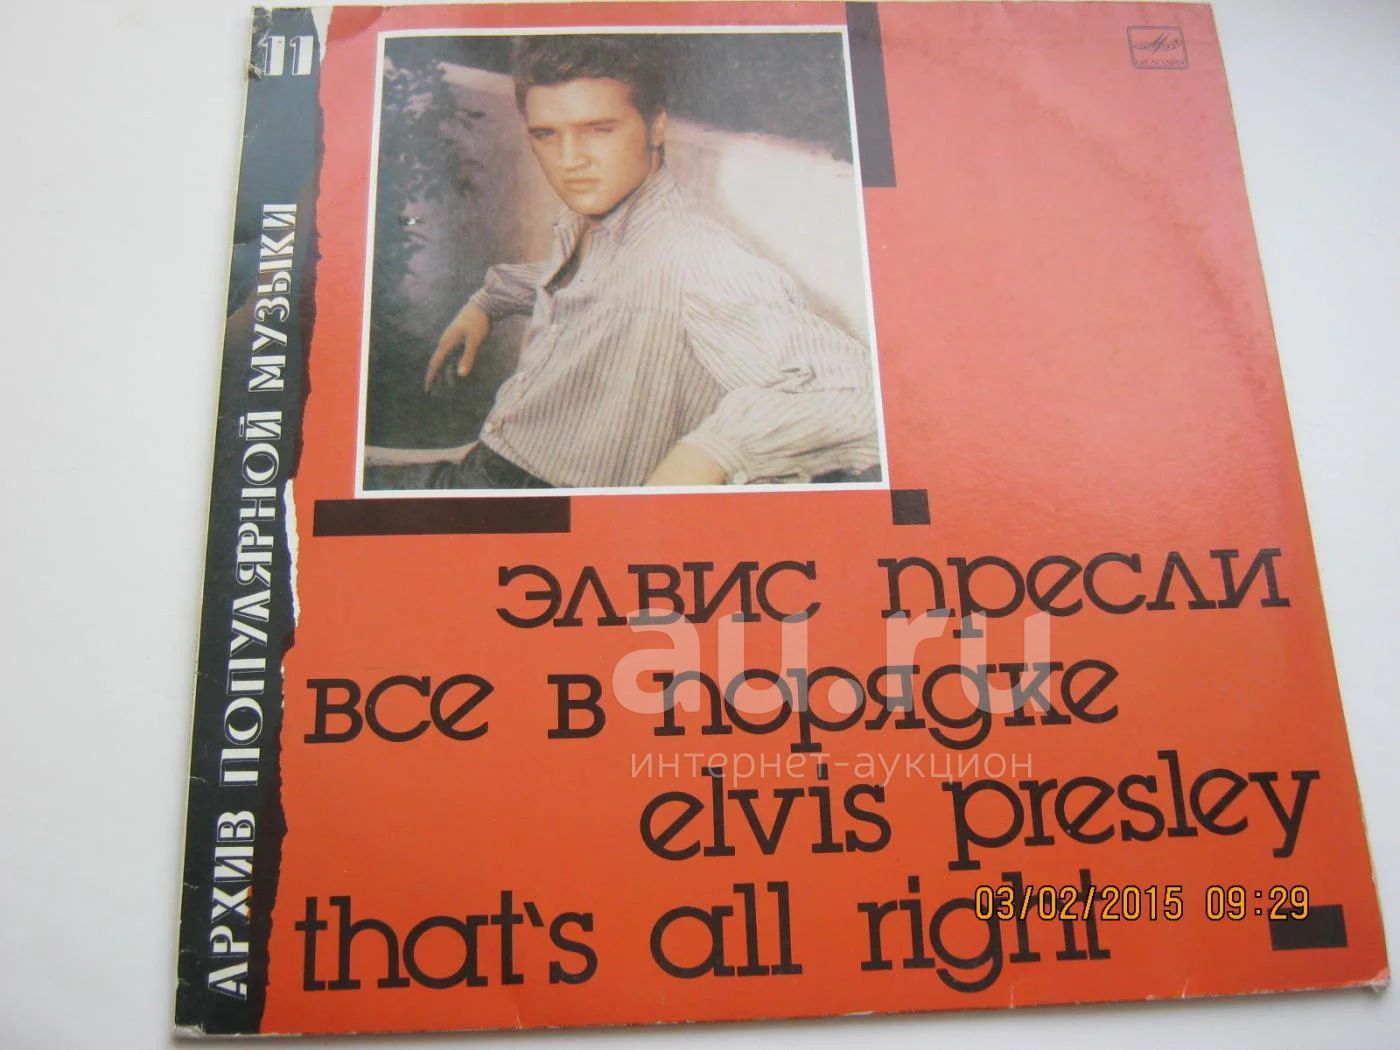 11
АРХИВ ПОПУЛЯРНОЙ МУЗЫКИ
МЕЛОДИЯ
элвис пресли
все в порядке
elvis presley
that's all right
au.ru
интернет-аукцион
03/02/2015 09:29